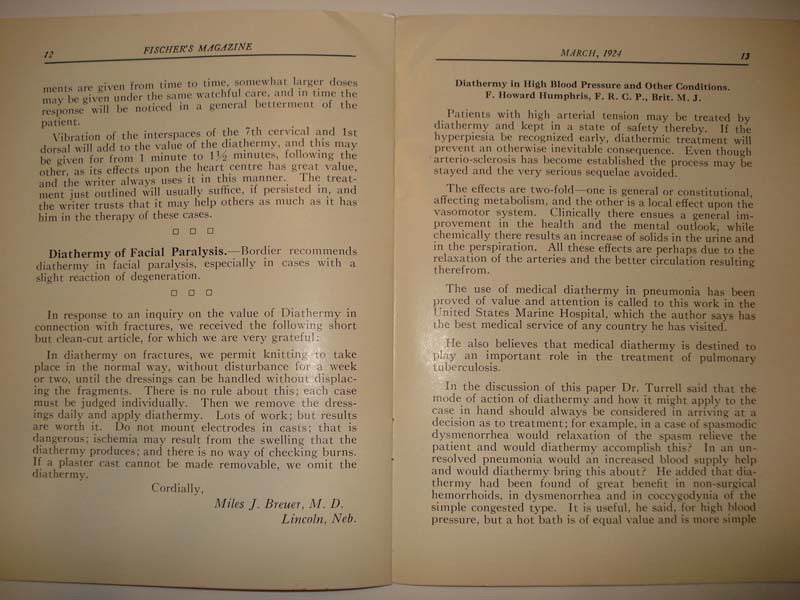 12
FISCHER'S MAGAZINE
ments are given from time to time, somewhat larger doses
may be given under the same watchful care, and in time the
response will be noticed in a general betterment of the
patient.
Vibration of the interspaces of the 7th cervical and 1st
dorsal will add to the value of the diathermy, and this may
be given for from 1 minute to 1½ minutes, following the
other, as its effects upon the heart centre has great value,
and the writer always uses it in this manner. The treat-
ment just outlined will usually suffice, if persisted in, and
the writer trusts that it may help others as much as it has
him in the therapy of these cases.
Diathermy of Facial Paralysis.—Bordier recommends
diathermy in facial paralysis, especially in cases with a
slight reaction of degeneration.
In response to an inquiry on the value of Diathermy in
connection with fractures, we received the following short
but clean-cut article, for which we are very grateful:
In diathermy on fractures, we permit knitting to take
place in the normal way, without disturbance for a week
or two, until the dressings can be handled without displac-
ing the fragments. There is no rule about this; each case
must be judged individually. Then we remove the dress-
ings daily and apply diathermy. Lots of work; but results
are worth it. Do not mount electrodes in casts; that is
dangerous; ischemia may result from the swelling that the
diathermy produces; and there is no way of checking burns.
If a plaster cast cannot be made removable, we omit the
diathermy.
Cordially,
Miles J. Breuer, M. D.
Lincoln, Neb.
MARCH, 1924
13
Diathermy in High Blood Pressure and Other Conditions.
F. Howard Humphris, F. R. C. P., Brit. M. J.
Patients with high arterial tension may be treated by
diathermy and kept in a state of safety thereby. If the
hyperpiesia be recognized early, diathermic treatment will
prevent an otherwise inevitable consequence. Even though
arterio-sclerosis has become established the process may be
stayed and the very serious sequelae avoided.
The effects are two-fold—one is general or constitutional,
affecting metabolism, and the other is a local effect upon the
vasomotor system. Clinically there ensues a general im-
provement in the health and the mental outlook, while
chemically there results an increase of solids in the urine and
in the perspiration. All these effects are perhaps due to the
relaxation of the arteries and the better circulation resulting
therefrom.
The use of medical diathermy in pneumonia has been
proved of value and attention is called to this work in the
United States Marine Hospital, which the author says has
the best medical service of any country he has visited.
He also believes that medical diathermy is destined to
play an important role in the treatment of pulmonary
tuberculosis.
In the discussion of this paper Dr. Turrell said that the
mode of action of diathermy and how it might apply to the
case in hand should always be considered in arriving at a
decision as to treatment; for example, in a case of spasmodic
dysmenorrhea would relaxation of the spasm relieve the
patient and would diathermy accomplish this? In an un-
resolved pneumonia would an increased blood supply help
and would diathermy bring this about? He added that dia-
thermy had been found of great benefit in non-surgical
hemorrhoids, in dysmenorrhea and in coccygodynia of the
simple congested type. It is useful, he said, for high blood
pressure, but a hot bath is of equal value and is more simple